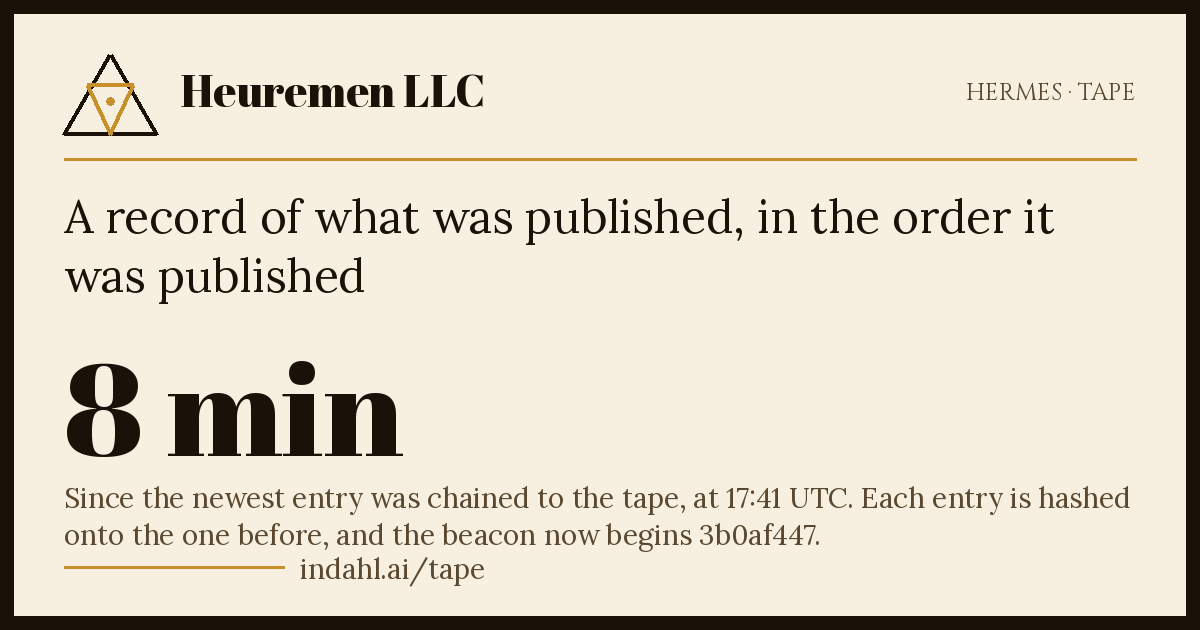 Heuremen LLC
HERMES · TAPE
A record of what was published, in the order it
was published
8 min
Since the newest entry was chained to the tape, at 17:41 UTC. Each entry is hashed
onto the one before, and the beacon now begins 3b0af447.
indahl.ai/tape